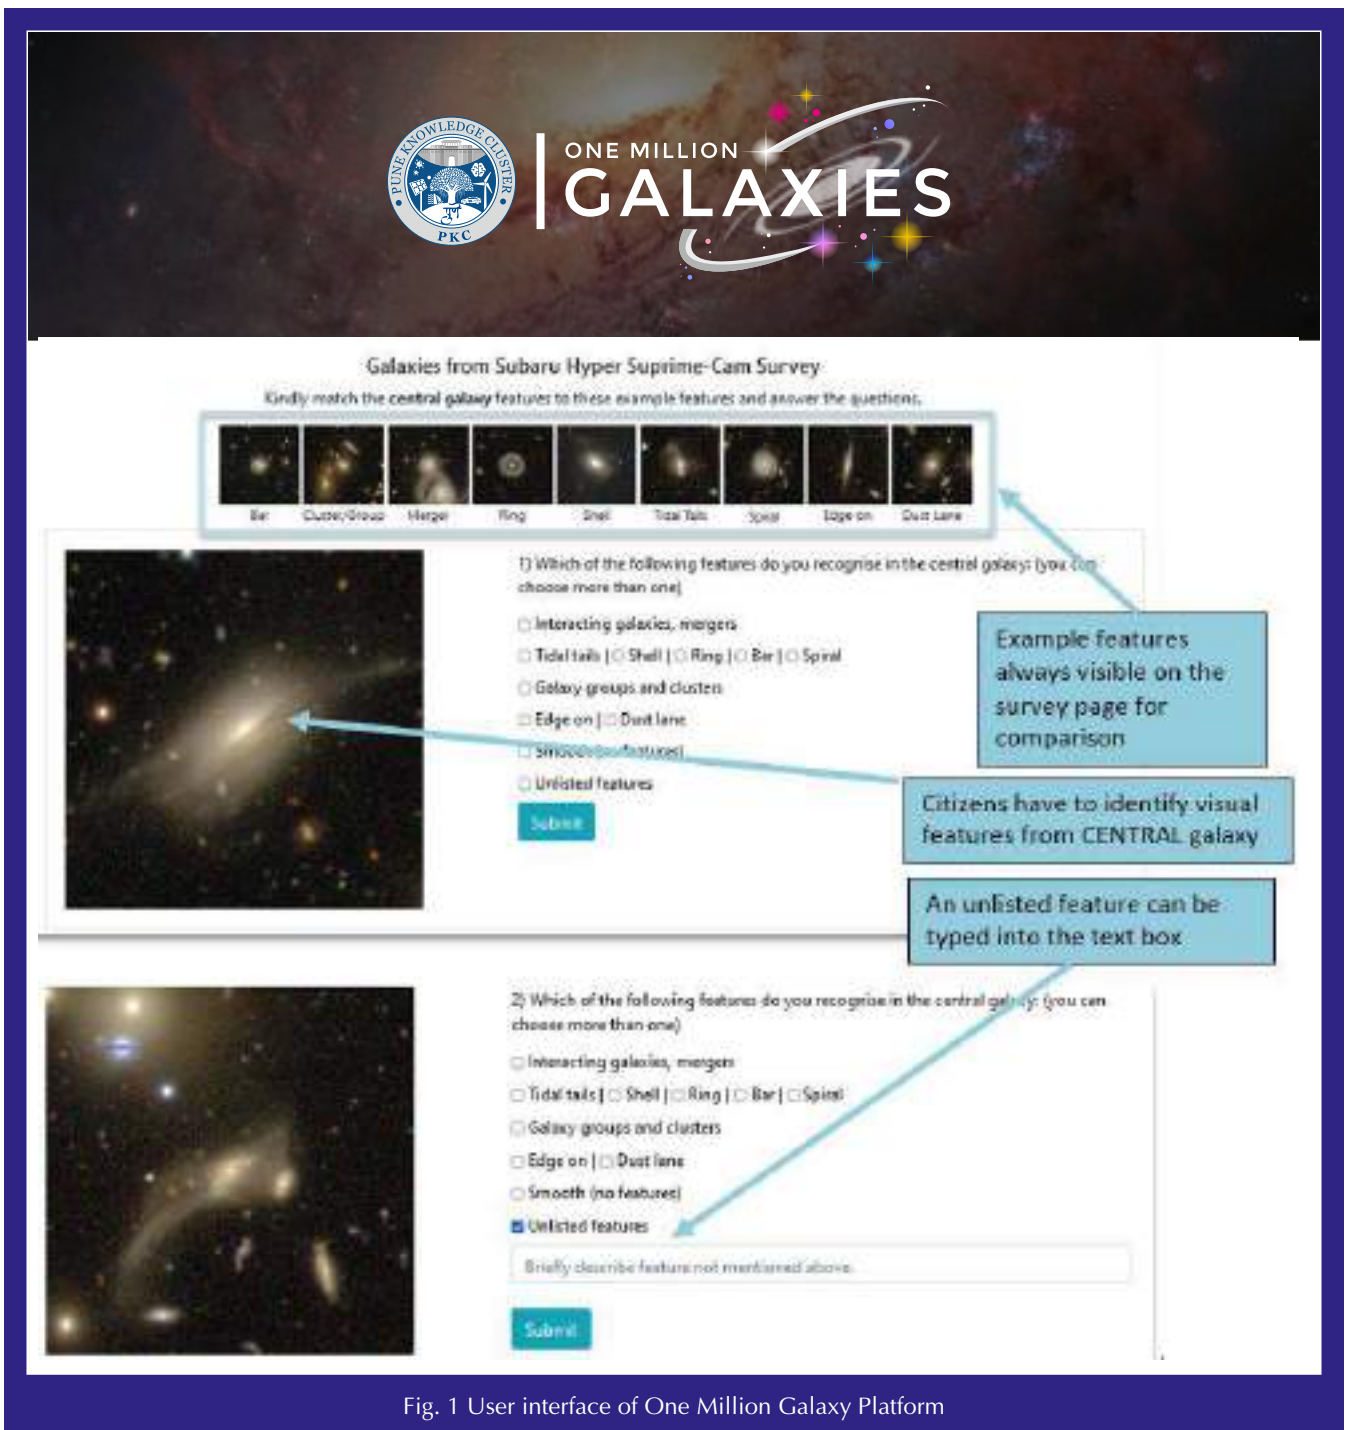 PUNE KNOWLEDGE CLUSTER
PKC
ONE MILLION
GALAXIES
Galaxies from Subaru Hyper Suprime-Cam Survey
Kindly match the central galaxy features to these example features and answer the questions.
Bar Cluster/Group Merger Ring Shell Tidal Tails Spiral Edge on Dust Lane
1) Which of the following features do you recognise in the central galaxy: (you can
choose more than one)
Interacting galaxies, mergers
Tidal tails | Shell | Ring | Bar | Spiral
Galaxy groups and clusters
Edge on | Dust lane
Smooth (no features)
Unlisted features
Submit
Example features
always visible on the
survey page for
comparison
Citizens have to identify visual
features from CENTRAL galaxy
An unlisted feature can be
typed into the text box
2) Which of the following features do you recognise in the central galaxy: (you can
choose more than one)
Interacting galaxies, mergers
Tidal tails | Shell | Ring | Bar | Spiral
Galaxy groups and clusters
Edge on | Dust lane
Smooth (no features)
Unlisted features
Briefly describe feature not mentioned above.
Submit
Fig. 1 User interface of One Million Galaxy Platform